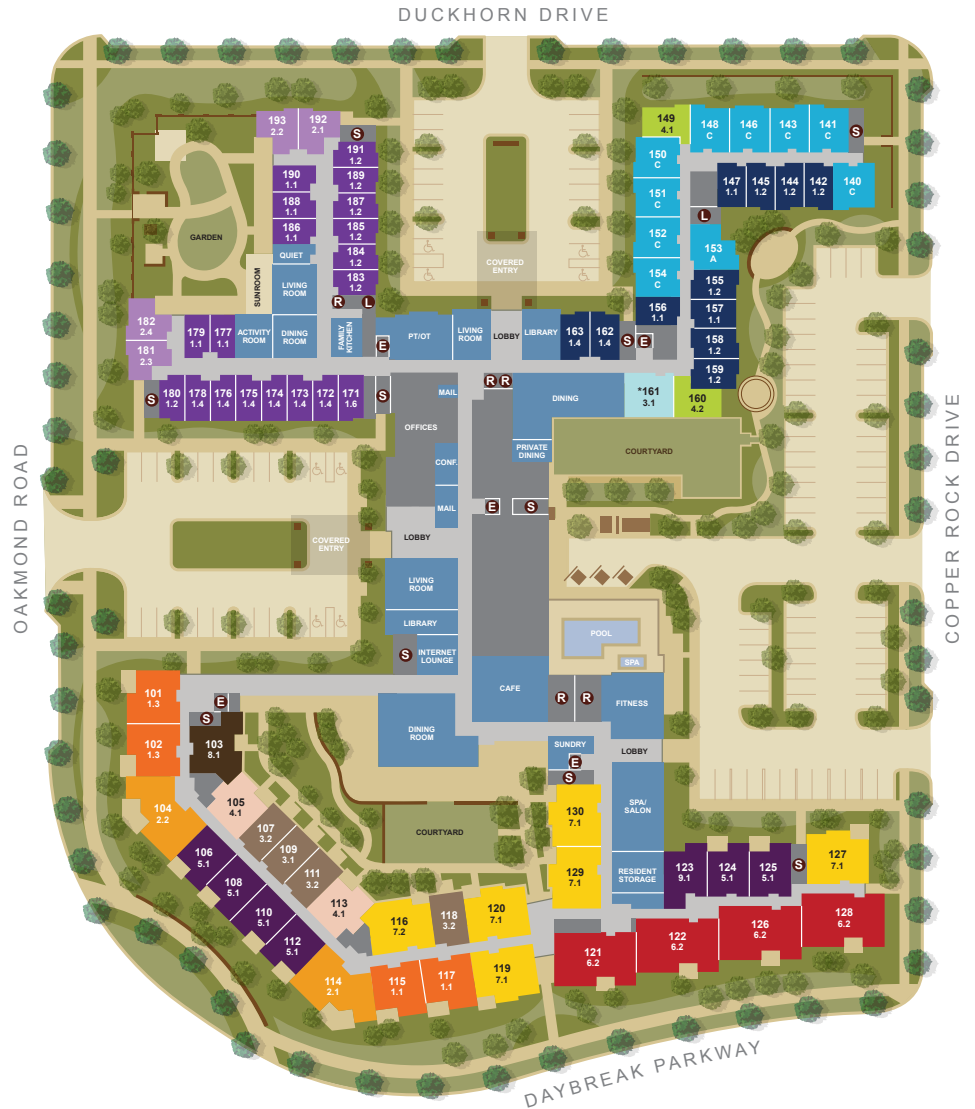 DUCKHORN DRIVE
193
2.2
192
2.1
S
191
1.2
190
1.1
189
1.2
188
1.1
187
1.2
186
1.1
185
1.2
184
1.2
183
1.2
GARDEN
QUIET
SUNROOM
LIVING
ROOM
R
L
182
2.4
181
2.3
179
1.1
177
1.1
ACTIVITY
ROOM
DINING
ROOM
FAMILY
KITCHEN
E
PT/OT
LIVING
ROOM
LOBBY
LIBRARY
COVERED
ENTRY
163
1.4
162
1.4
S
E
149
4.1
148
C
146
C
143
C
141
C
S
150
C
151
C
152
C
154
C
156
1.1
147
1.1
145
1.2
144
1.2
142
1.2
140
C
L
153
A
155
1.2
157
1.1
158
1.2
159
1.2
S
180
1.2
178
1.4
176
1.4
175
1.4
174
1.4
173
1.4
172
1.4
171
1.6
S
MAIL
OFFICES
CONF.
MAIL
LOBBY
R
R
DINING
PRIVATE
DINING
*161
3.1
160
4.2
COURTYARD
E
S
OAKMOND ROAD
COPPER ROCK DRIVE
COVERED
ENTRY
LIVING
ROOM
LIBRARY
S
INTERNET
LOUNGE
POOL
SPA
CAFE
R
R
FITNESS
DINING
ROOM
SUNDRY
E
S
LOBBY
101
1.3
102
1.3
E
S
103
8.1
104
2.2
105
4.1
106
5.1
107
3.2
108
5.1
109
3.1
110
5.1
111
3.2
112
5.1
113
4.1
114
2.1
COURTYARD
115
1.1
116
7.2
117
1.1
118
3.2
119
7.1
120
7.1
130
7.1
129
7.1
SPA/
SALON
RESIDENT
STORAGE
123
9.1
124
5.1
125
5.1
S
127
7.1
121
6.2
122
6.2
126
6.2
128
6.2
DAYBREAK PARKWAY